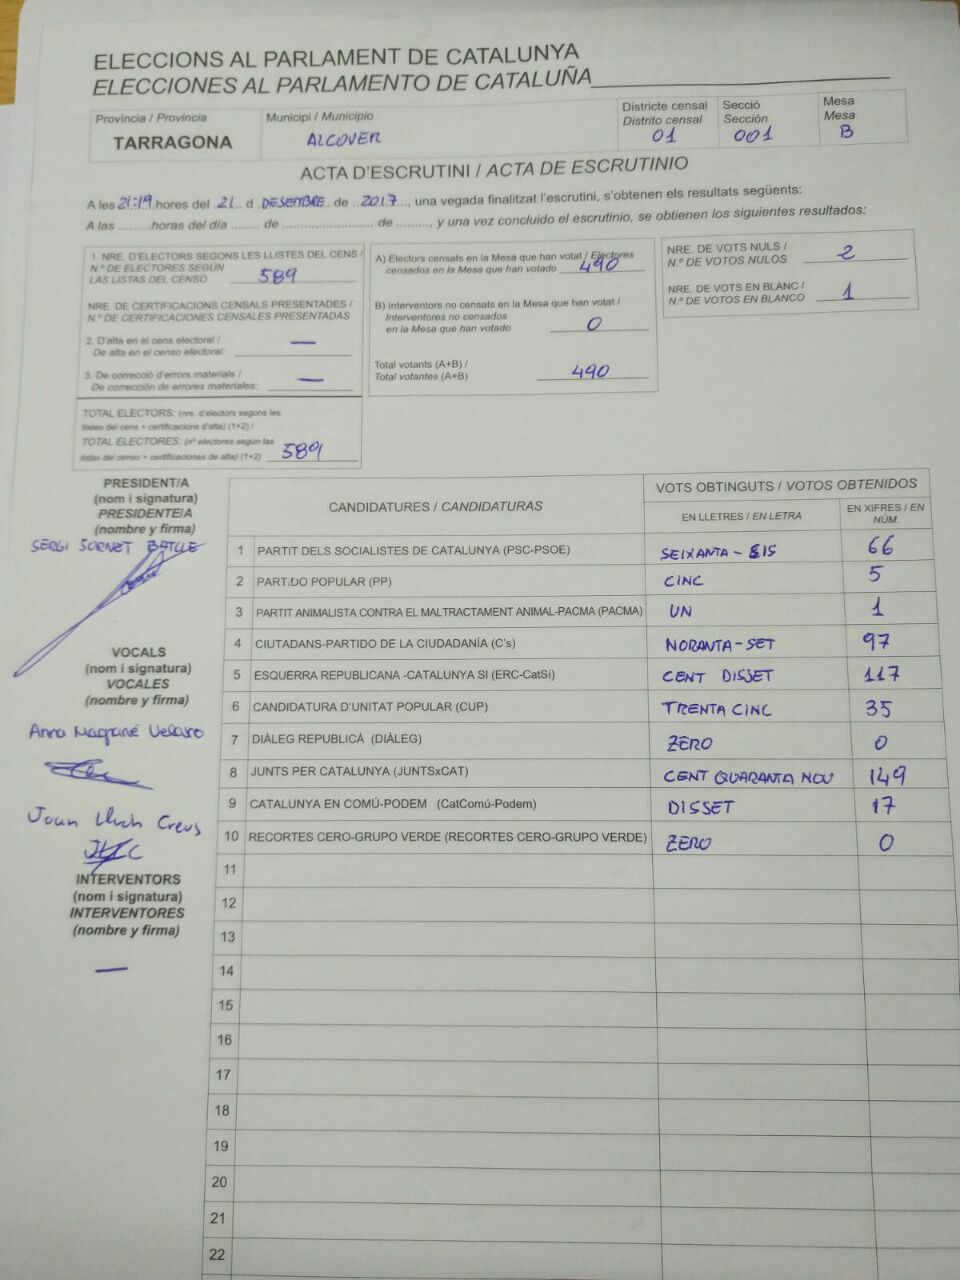 ELECCIONS AL PARLAMENT DE CATALUNYA
ELECCIONES AL PARLAMENTO DE CATALUÑA
Província / Provincia
TARRAGONA
Municipi / Municipio
ALCOVER
Districte censal
Distrito censal
01
Secció
Sección
001
Mesa
Mesa
B
ACTA D'ESCRUTINI / ACTA DE ESCRUTINIO
A les 21:19 hores del 21 d DESEMBRE de 2017, una vegada finalitzat l'escrutini, s'obtenen els resultats següents:
A las ........horas del día ....... de ........................ de ........, y una vez concluido el escrutinio, se obtienen los siguientes resultados:
1. NRE. D'ELECTORS SEGONS LES LLISTES DEL CENS /
N.º DE ELECTORES SEGÚN
LAS LISTAS DEL CENSO 589
NRE. DE CERTIFICACIONS CENSALS PRESENTADES /
N.º DE CERTIFICACIONES CENSALES PRESENTADAS
2. D'alta en el cens electoral /
De alta en el censo electoral: —
3. De correcció d'errors materials /
De corrección de errores materiales: —
TOTAL ELECTORS: (nre. d'electors segons les
llistes del cens + certificacions d'alta) (1+2) /
TOTAL ELECTORES: (nº electores según las
listas del censo + certificaciones de alta) (1+2) 589
A) Electors censats en la Mesa que han votat / Electores
censados en la Mesa que han votado 490
B) Interventors no censats en la Mesa que han votat /
Interventores no censados
en la Mesa que han votado 0
Total votants (A+B) /
Total votantes (A+B) 490
NRE. DE VOTS NULS /
N.º DE VOTOS NULOS 2
NRE. DE VOTS EN BLANC /
N.º DE VOTOS EN BLANCO 1
PRESIDENT/A
(nom i signatura)
PRESIDENTE/A
(nombre y firma)
SERGI SORNET BATLLE
VOCALS
(nom i signatura)
VOCALES
(nombre y firma)
Anna
Joan Lluch Creus
INTERVENTORS
(nom i signatura)
INTERVENTORES
(nombre y firma)
—
CANDIDATURES / CANDIDATURAS
VOTS OBTINGUTS / VOTOS OBTENIDOS
EN LLETRES / EN LETRA
EN XIFRES / EN NÚM.
1 PARTIT DELS SOCIALISTES DE CATALUNYA (PSC-PSOE) SEIXANTA-SIS 66
2 PARTIDO POPULAR (PP) CINC 5
3 PARTIT ANIMALISTA CONTRA EL MALTRACTAMENT ANIMAL-PACMA (PACMA) UN 1
4 CIUTADANS-PARTIDO DE LA CIUDADANÍA (C's) NORANTA-SET 97
5 ESQUERRA REPUBLICANA -CATALUNYA SI (ERC-CatSí) CENT DISSET 117
6 CANDIDATURA D'UNITAT POPULAR (CUP) TRENTA CINC 35
7 DIÀLEG REPUBLICÀ (DIÀLEG) ZERO 0
8 JUNTS PER CATALUNYA (JUNTSxCAT) CENT QUARANTA NOU 149
9 CATALUNYA EN COMÚ-PODEM (CatComú-Podem) DISSET 17
10 RECORTES CERO-GRUPO VERDE (RECORTES CERO-GRUPO VERDE) ZERO 0
11
12
13
14
15
16
17
18
19
20
21
22